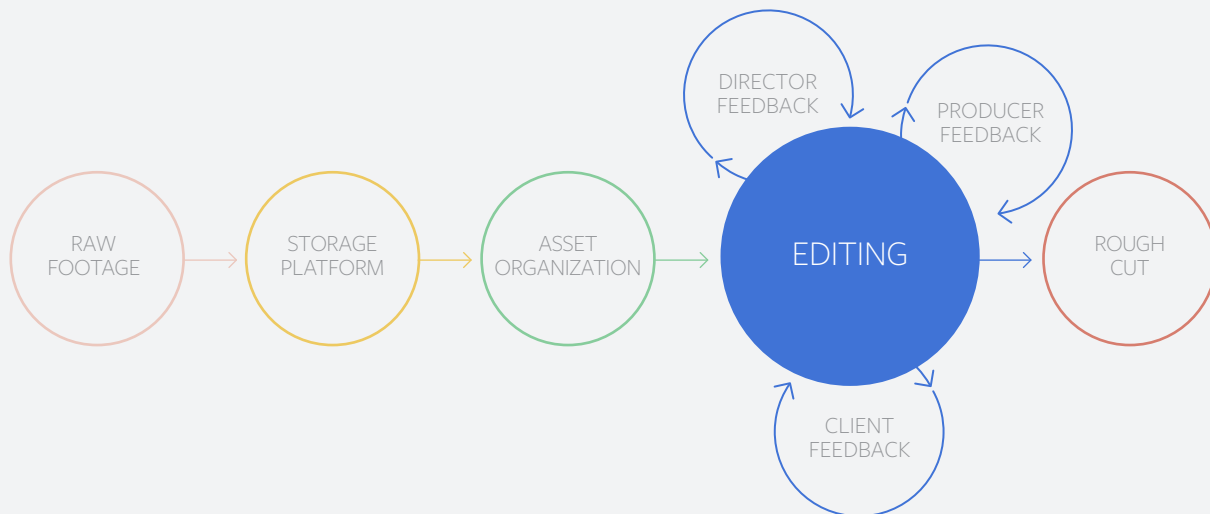 DIRECTOR
FEEDBACK
PRODUCER
FEEDBACK
RAW
FOOTAGE
STORAGE
PLATFORM
ASSET
ORGANIZATION
EDITING
ROUGH
CUT
CLIENT
FEEDBACK